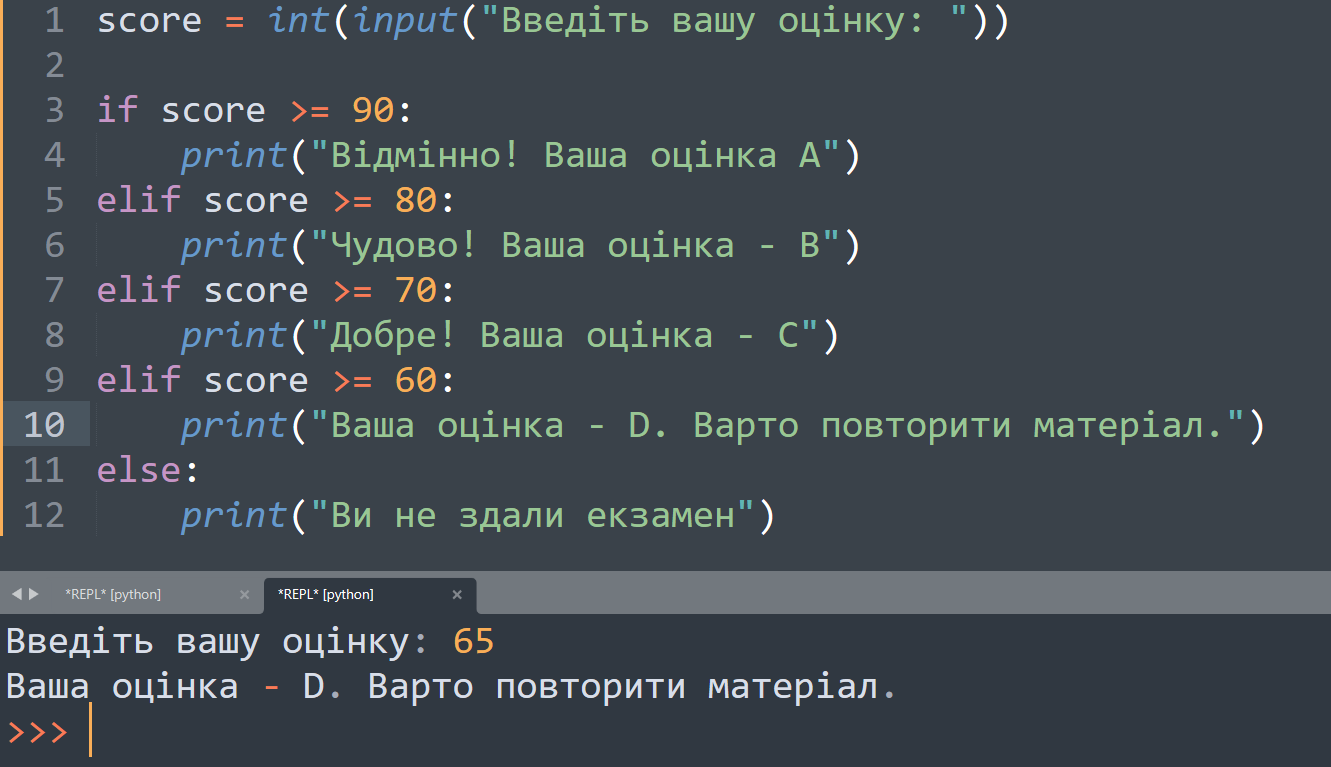 1 score = int(input("Введіть вашу оцінку: "))
2
3 if score >= 90:
4     print("Відмінно! Ваша оцінка А")
5 elif score >= 80:
6     print("Чудово! Ваша оцінка - В")
7 elif score >= 70:
8     print("Добре! Ваша оцінка - С")
9 elif score >= 60:
10     print("Ваша оцінка - D. Варто повторити матеріал.")
11 else:
12     print("Ви не здали екзамен")
*REPL* [python] × *REPL* [python] ×
Введіть вашу оцінку: 65
Ваша оцінка - D. Варто повторити матеріал.
>>>